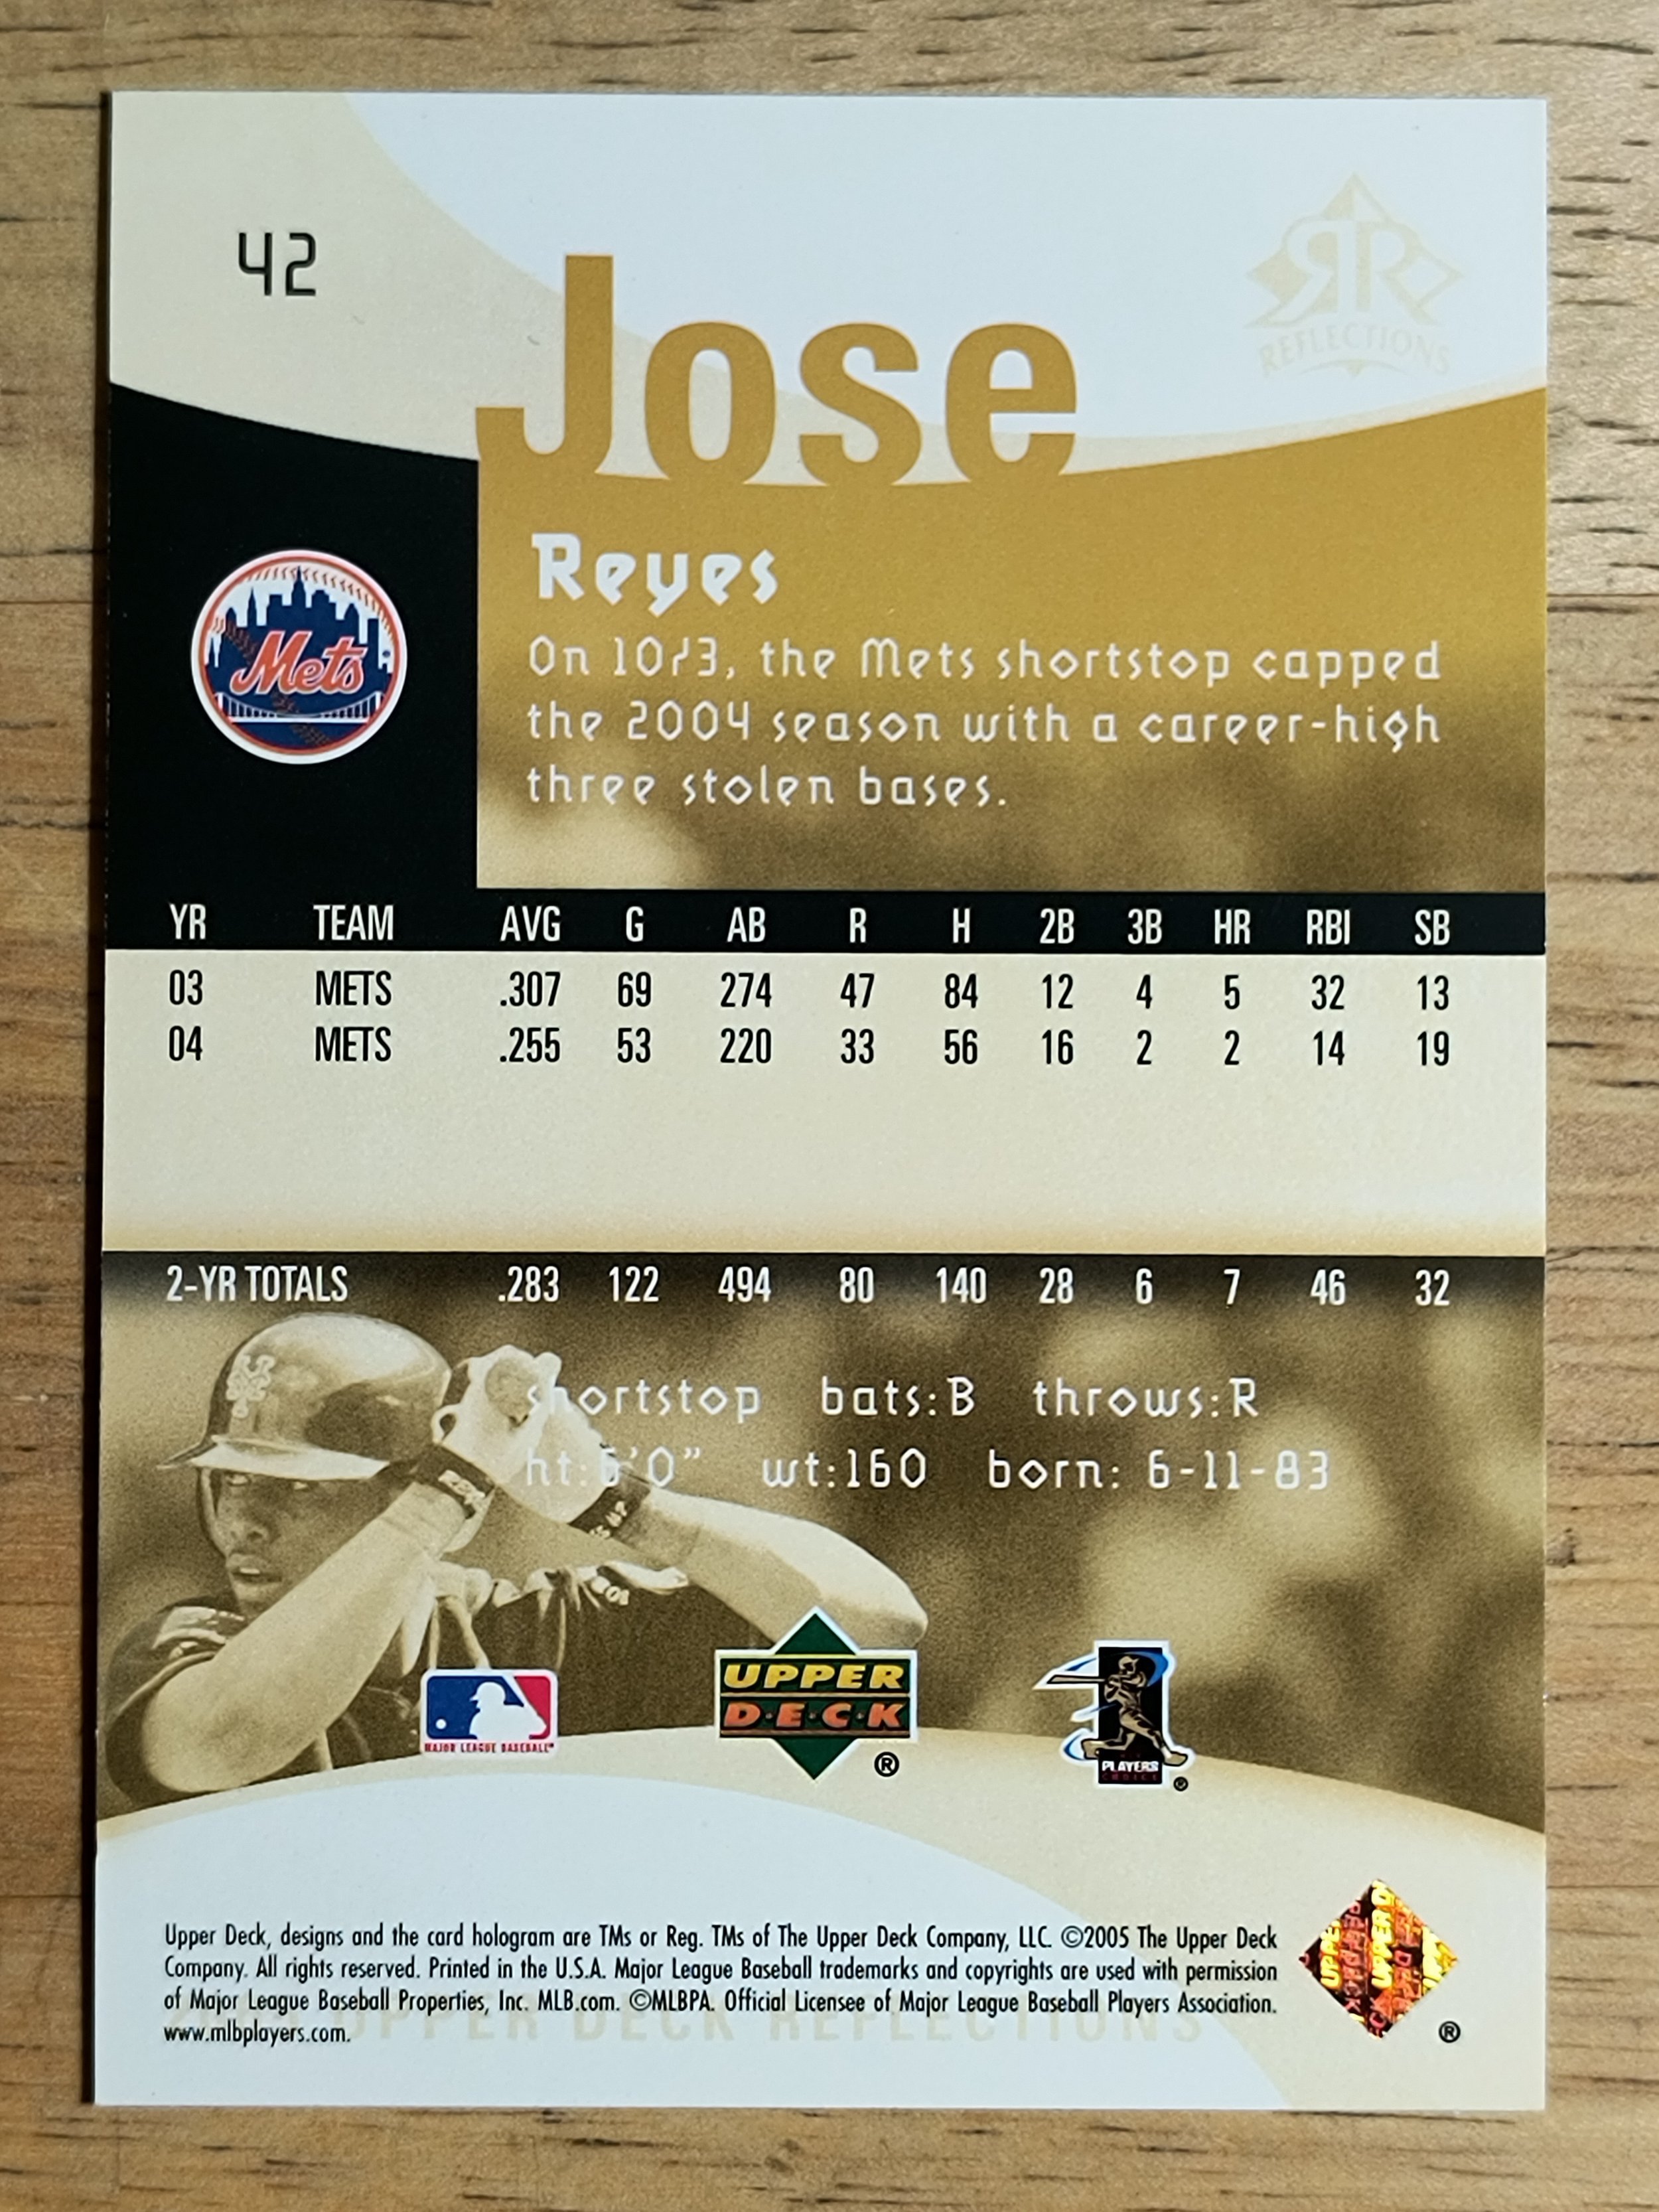 42
RR
REFLECTIONS
Jose
Reyes
Mets
On 10/3, the Mets shortstop capped
the 2004 season with a career-high
three stolen bases.
YR TEAM AVG G AB R H 2B 3B HR RBI SB
03 METS .307 69 274 47 84 12 4 5 32 13
04 METS .255 53 220 33 56 16 2 2 14 19
2-YR TOTALS .283 122 494 80 140 28 6 7 46 32
shortstop bats:B throws:R
ht:6'0" wt:160 born: 6-11-83
MAJOR LEAGUE BASEBALL
UPPER
D·E·C·K
®
PLAYERS
CHOICE
®
Upper Deck, designs and the card hologram are TMs or Reg. TMs of The Upper Deck Company, LLC. ©2005 The Upper Deck
Company. All rights reserved. Printed in the U.S.A. Major League Baseball trademarks and copyrights are used with permission
of Major League Baseball Properties, Inc. MLB.com. ©MLBPA. Official Licensee of Major League Baseball Players Association.
www.mlbplayers.com.
UPPER DECK REFLECTIONS
®